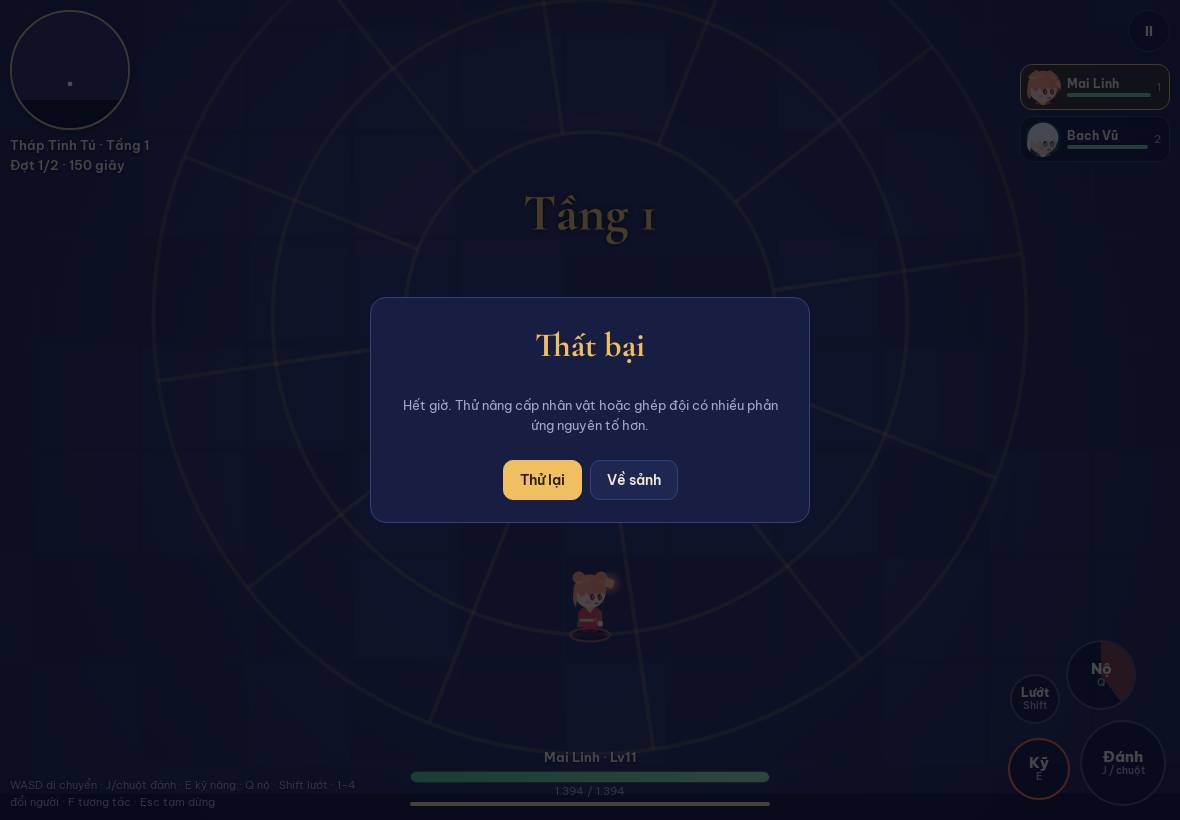 Tháp Tinh Tú · Tầng 1
Đợt 1/2 · 150 giây
Mai Linh
1
Bạch Vũ
2
Tầng 1
Thất bại
Hết giờ. Thử nâng cấp nhân vật hoặc ghép đội có nhiều phản
ứng nguyên tố hơn.
Thử lại
Về sảnh
Nộ
Q
Lướt
Shift
Kỹ
E
Đánh
J / chuột
Mai Linh · Lv11
1.394 / 1.394
WASD di chuyển · J/chuột đánh · E kỹ năng · Q nộ · Shift lướt · 1–4
đổi người · F tương tác · Esc tạm dừng